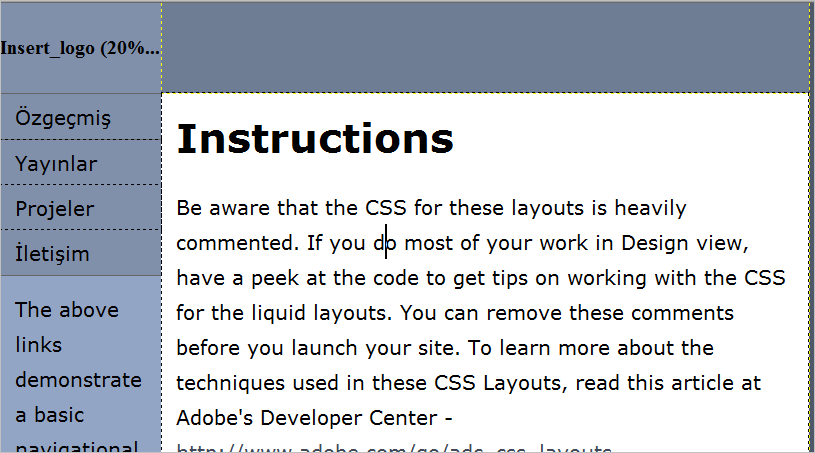 Insert_logo (20%...
Özgeçmiş
Yayınlar
Projeler
İletişim
The above
links
demonstrate
a basic
navigational
Instructions
Be aware that the CSS for these layouts is heavily
commented. If you do most of your work in Design view,
have a peek at the code to get tips on working with the CSS
for the liquid layouts. You can remove these comments
before you launch your site. To learn more about the
techniques used in these CSS Layouts, read this article at
Adobe's Developer Center -
http://www.adobe.com/go/adc_css_layouts